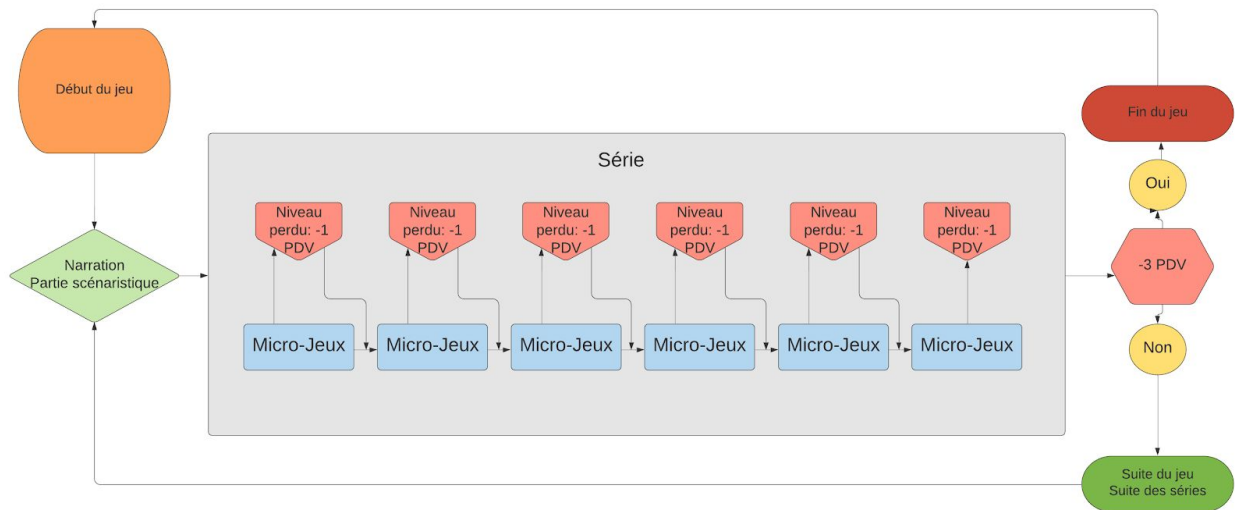 Début du jeu
Fin du jeu
Série
Oui
Niveau
perdu: -1
PDV
Niveau
perdu: -1
PDV
Niveau
perdu: -1
PDV
Niveau
perdu: -1
PDV
Niveau
perdu: -1
PDV
Niveau
perdu: -1
PDV
Narration
Partie scénaristique
-3 PDV
Micro-Jeux
Micro-Jeux
Micro-Jeux
Micro-Jeux
Micro-Jeux
Micro-Jeux
Non
Suite du jeu
Suite des séries